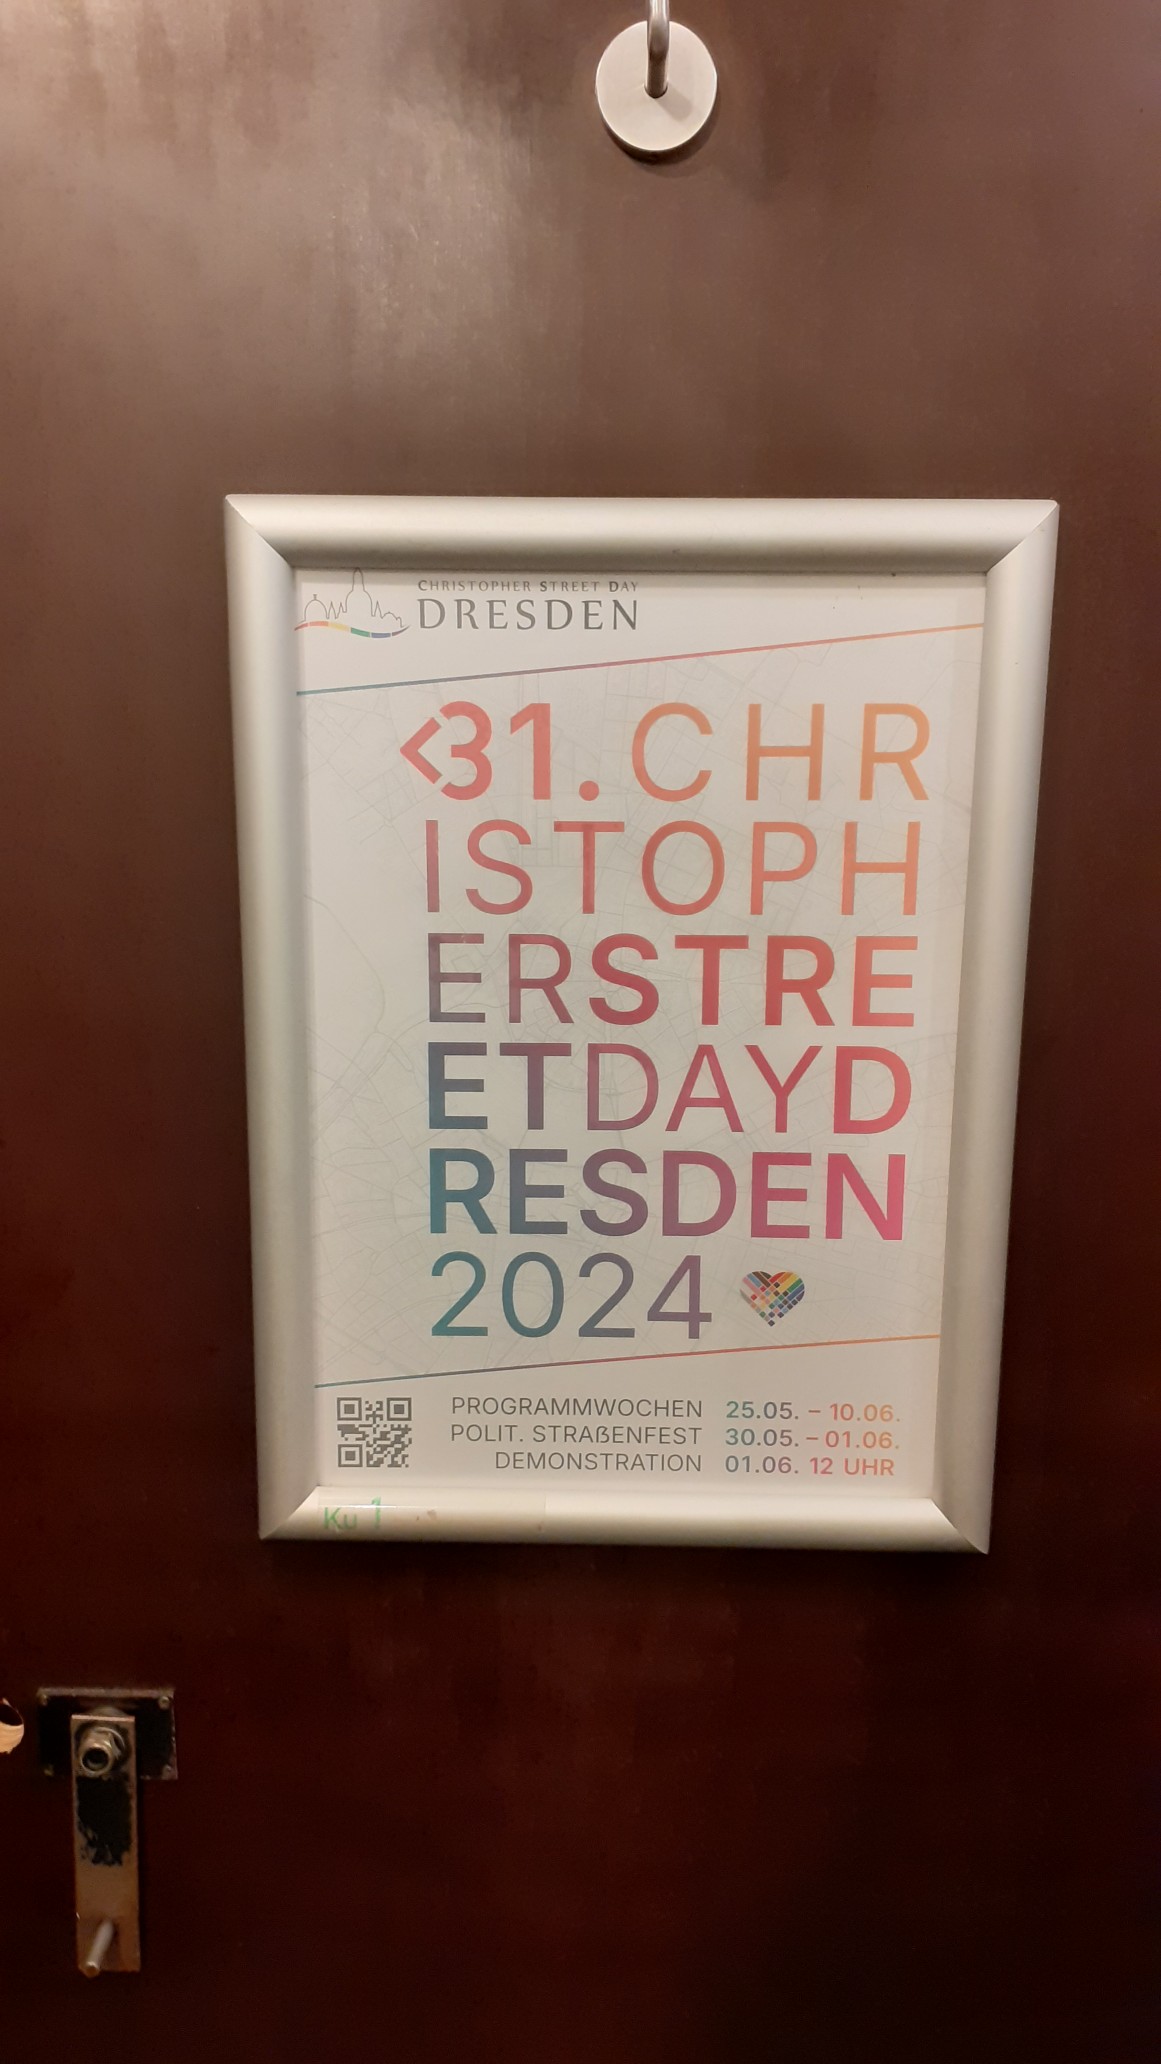 CHRISTOPHER STREET DAY
DRESDEN
<31. CHR
ISTOPH
ERSTRE
ETDAYD
RESDEN
2024
PROGRAMMWOCHEN 25.05. – 10.06.
POLIT. STRAßENFEST 30.05. – 01.06.
DEMONSTRATION 01.06. 12 UHR
Ku 1